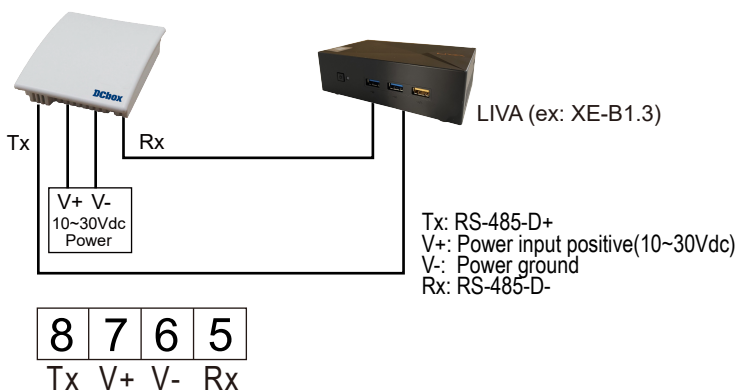 DCbox
LIVA (ex: XE-B1.3)
Tx
Rx
V+ V-
10~30Vdc
Power
Tx: RS-485-D+
V+: Power input positive(10~30Vdc)
V-: Power ground
Rx: RS-485-D-
8 7 6 5
Tx V+ V- Rx